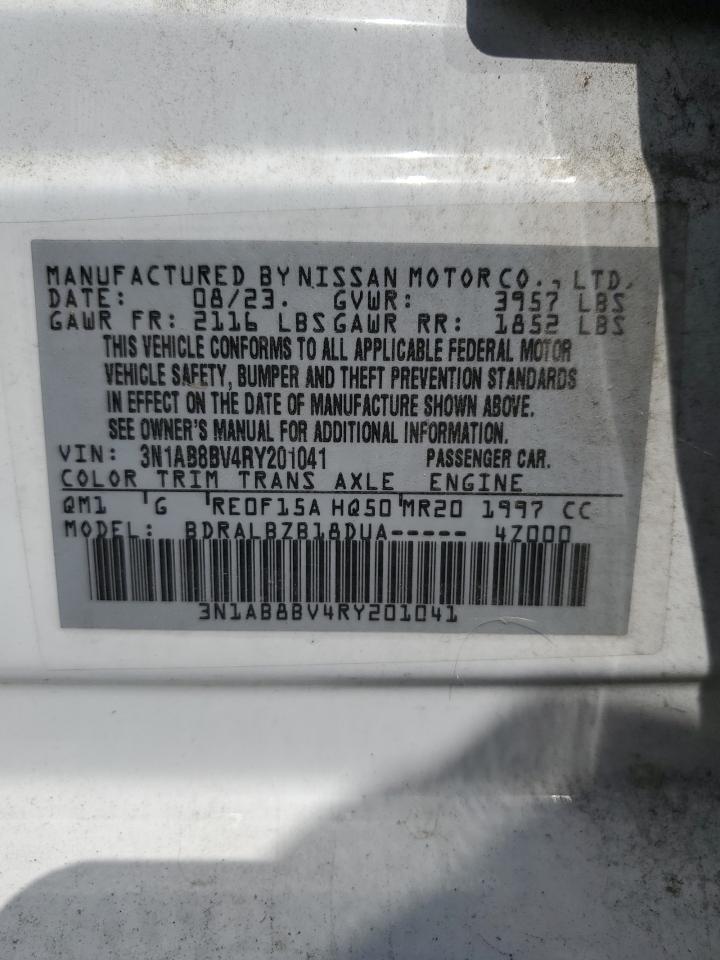 MANUFACTURED BY NISSAN MOTOR CO., LTD.
DATE: 08/23. GVWR: 3957 LBS
GAWR FR: 2116 LBS GAWR RR: 1852 LBS
THIS VEHICLE CONFORMS TO ALL APPLICABLE FEDERAL MOTOR
VEHICLE SAFETY, BUMPER AND THEFT PREVENTION STANDARDS
IN EFFECT ON THE DATE OF MANUFACTURE SHOWN ABOVE.
SEE OWNER'S MANUAL FOR ADDITIONAL INFORMATION.
VIN: 3N1AB8BV4RY201041 PASSENGER CAR.
COLOR TRIM TRANS AXLE ENGINE
QM1 G RE0F15A HQ50 MR20 1997 CC
MODEL: BDRALBZB18DUA----- 4Z000
3N1AB8BV4RY201041